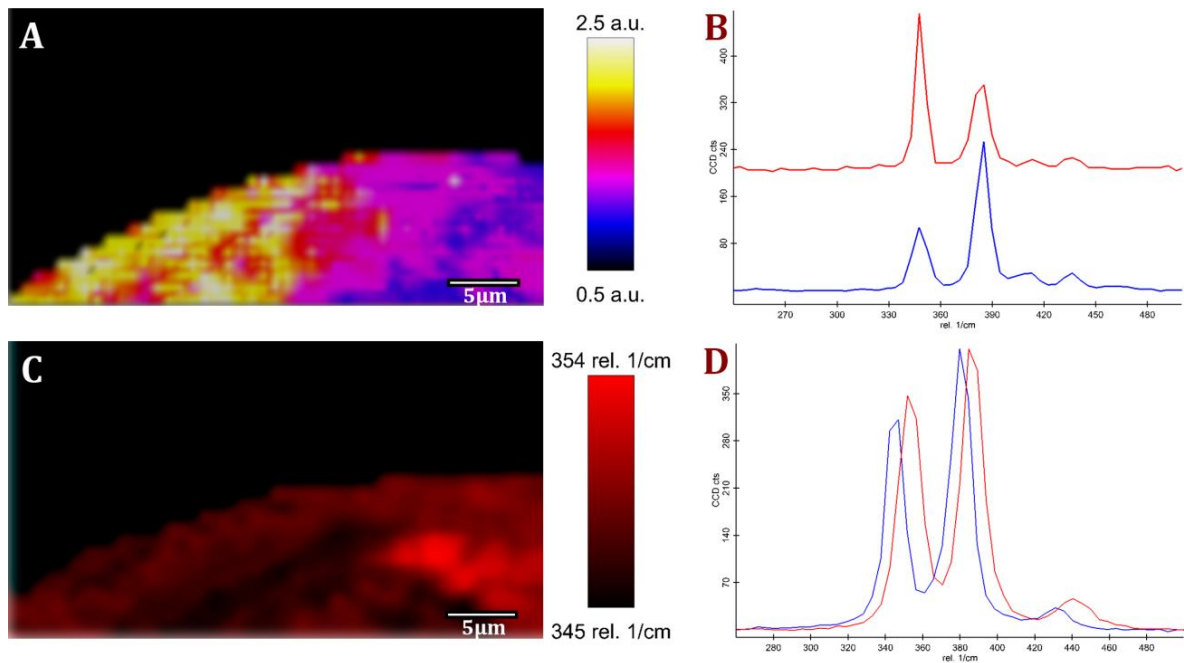 A
5μm
2.5 a.u.
0.5 a.u.
B
CCD cts
400
320
240
160
80
270 300 330 360 390 420 450 480
rel. 1/cm
C
5μm
354 rel. 1/cm
345 rel. 1/cm
D
CCD cts
350
280
210
140
70
280 300 320 340 360 380 400 420 440 460 480
rel. 1/cm